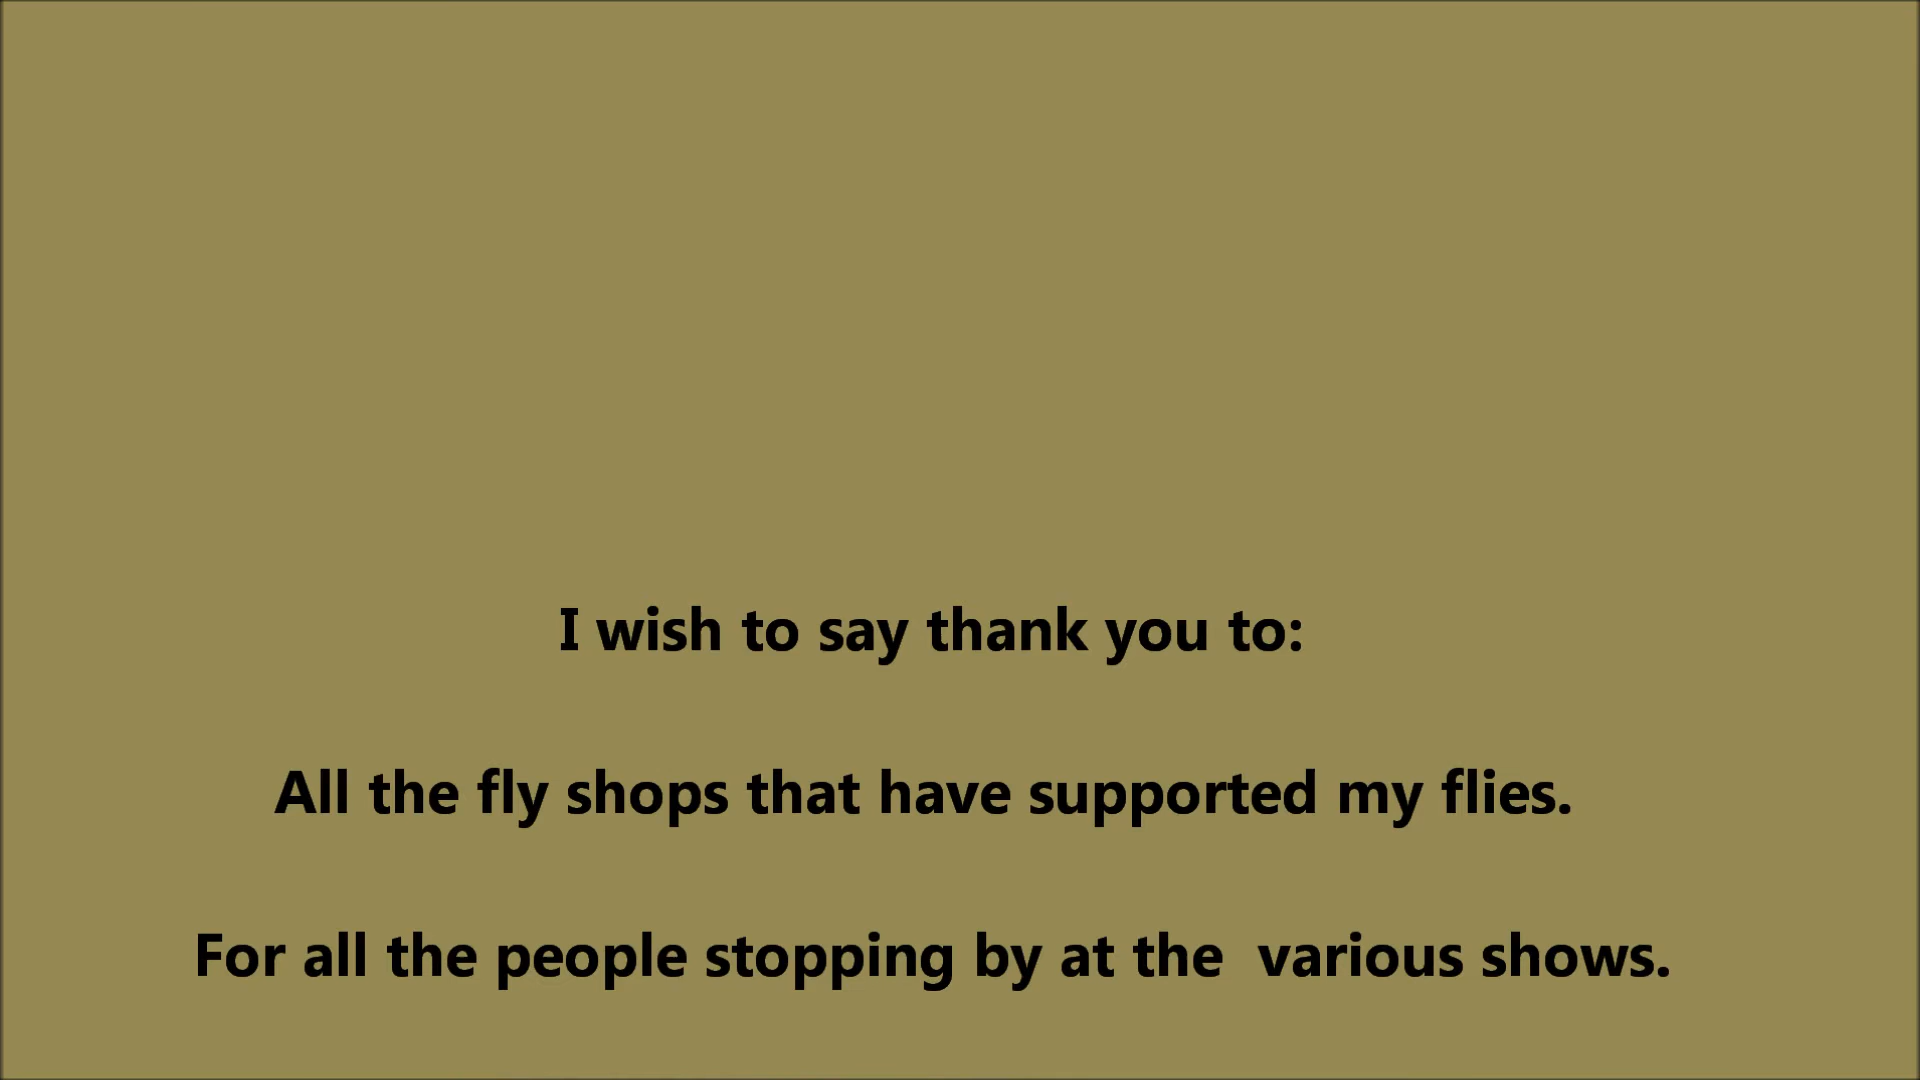 I wish to say thank you to:
All the fly shops that have supported my flies.
For all the people stopping by at the  various shows.